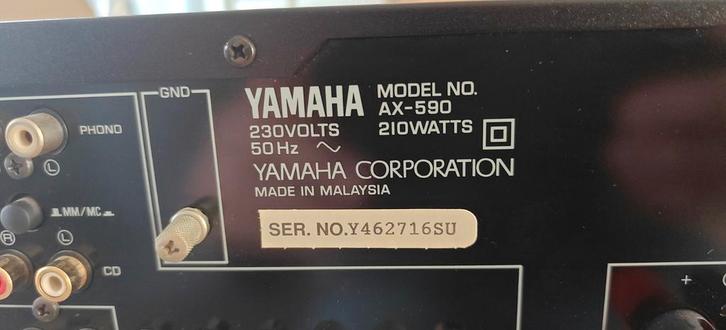 GND
YAMAHA
MODEL NO.
AX-590
230VOLTS
210WATTS
50Hz ~
YAMAHA CORPORATION
MADE IN MALAYSIA
SER. NO.Y462716SU
PHONO
L
MM/MC
R
L
CD
+